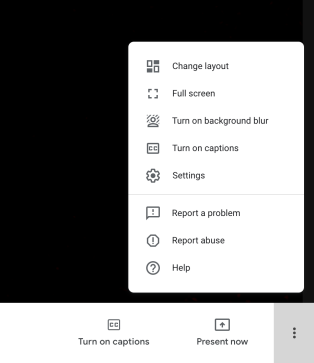 Change layout
Full screen
Turn on background blur
Turn on captions
Settings
Report a problem
Report abuse
Help
Turn on captions
Present now